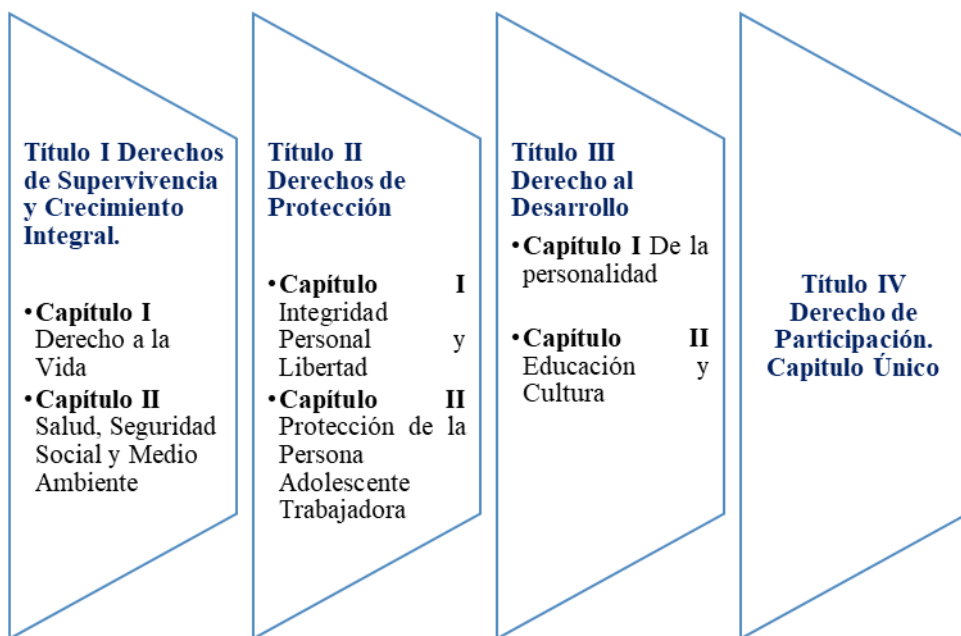 Título I Derechos
de Supervivencia
y Crecimiento
Integral.
•Capítulo I
Derecho a la
Vida
•Capítulo II
Salud, Seguridad
Social y Medio
Ambiente
Título II
Derechos de
Protección
•Capítulo I
Integridad
Personal y
Libertad
•Capítulo II
Protección de la
Persona
Adolescente
Trabajadora
Título III
Derecho al
Desarrollo
•Capítulo I De la
personalidad
•Capítulo II
Educación y
Cultura
Título IV
Derecho de
Participación.
Capitulo Único